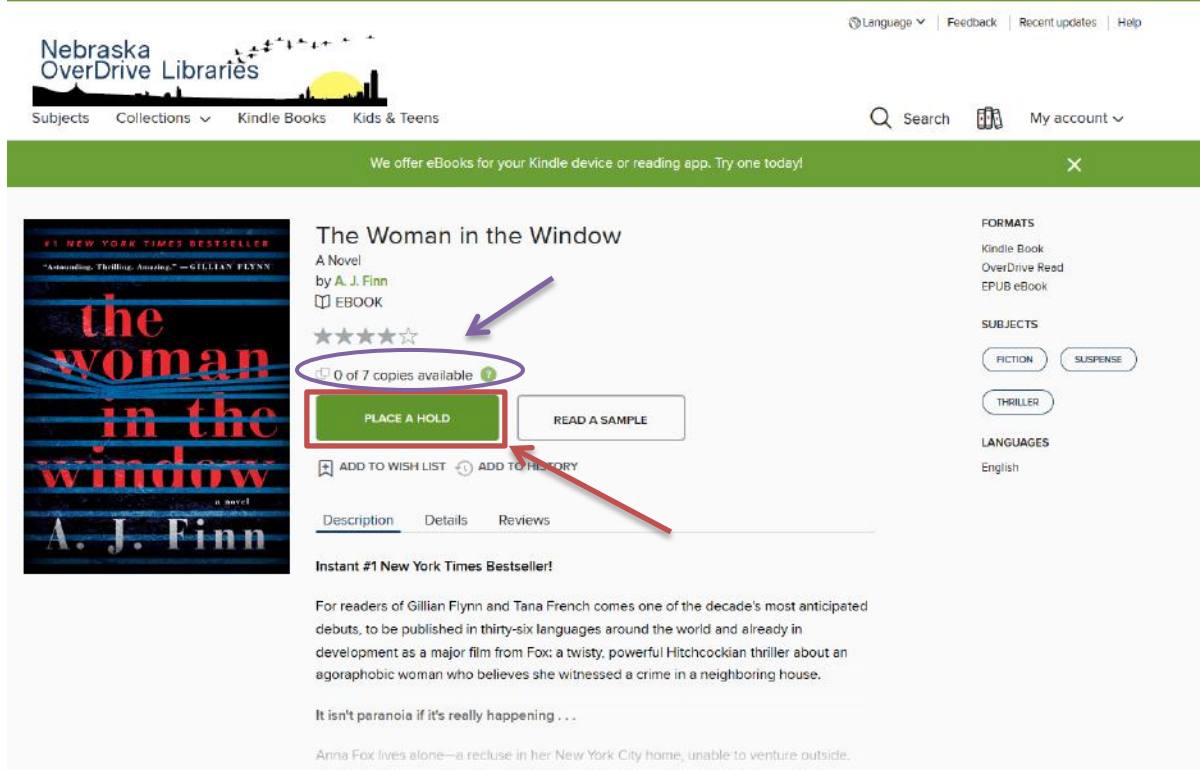 Language
Feedback
Recent updates
Help
Nebraska
OverDrive Libraries
Subjects
Collections
Kindle Books
Kids & Teens
Search
My account
We offer eBooks for your Kindle device or reading app. Try one today!
#1 NEW YORK TIMES BESTSELLER
"Astounding. Thrilling. Amazing." —GILLIAN FLYNN
the
woman
in the
window
a novel
A. J. Finn
The Woman in the Window
A Novel
by A. J. Finn
EBOOK
0 of 7 copies available ?
PLACE A HOLD
READ A SAMPLE
ADD TO WISH LIST
ADD TO HISTORY
Description
Details
Reviews
Instant #1 New York Times Bestseller!
For readers of Gillian Flynn and Tana French comes one of the decade's most anticipated
debuts, to be published in thirty-six languages around the world and already in
development as a major film from Fox: a twisty, powerful Hitchcockian thriller about an
agoraphobic woman who believes she witnessed a crime in a neighboring house.
It isn't paranoia if it's really happening . . .
Anna Fox lives alone—a recluse in her New York City home, unable to venture outside.
FORMATS
Kindle Book
OverDrive Read
EPUB eBook
SUBJECTS
FICTION
SUSPENSE
THRILLER
LANGUAGES
English